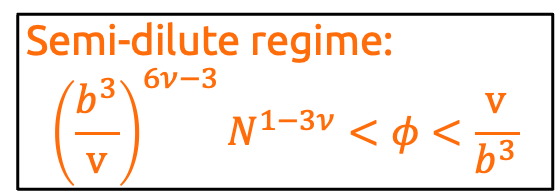 Semi-dilute regime:
(b³/v)^{6ν−3} N^{1−3ν} < ϕ < v/b³